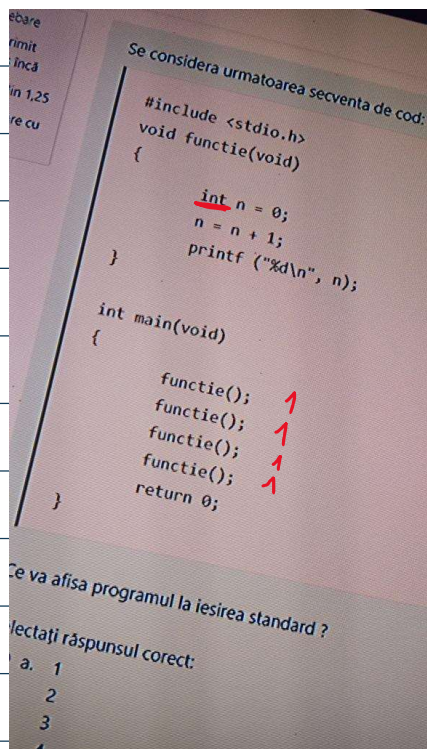 ebare
rimit
încă
in 1,25
re cu
Se considera urmatoarea secventa de cod:
#include <stdio.h>
void functie(void)
{
int n = 0;
n = n + 1;
printf ("%d\n", n);
}
int main(void)
{
functie(); 1
functie(); 1
functie(); 1
functie(); 1
return 0;
}
Ce va afisa programul la iesirea standard ?
lectați răspunsul corect:
a. 1
2
3